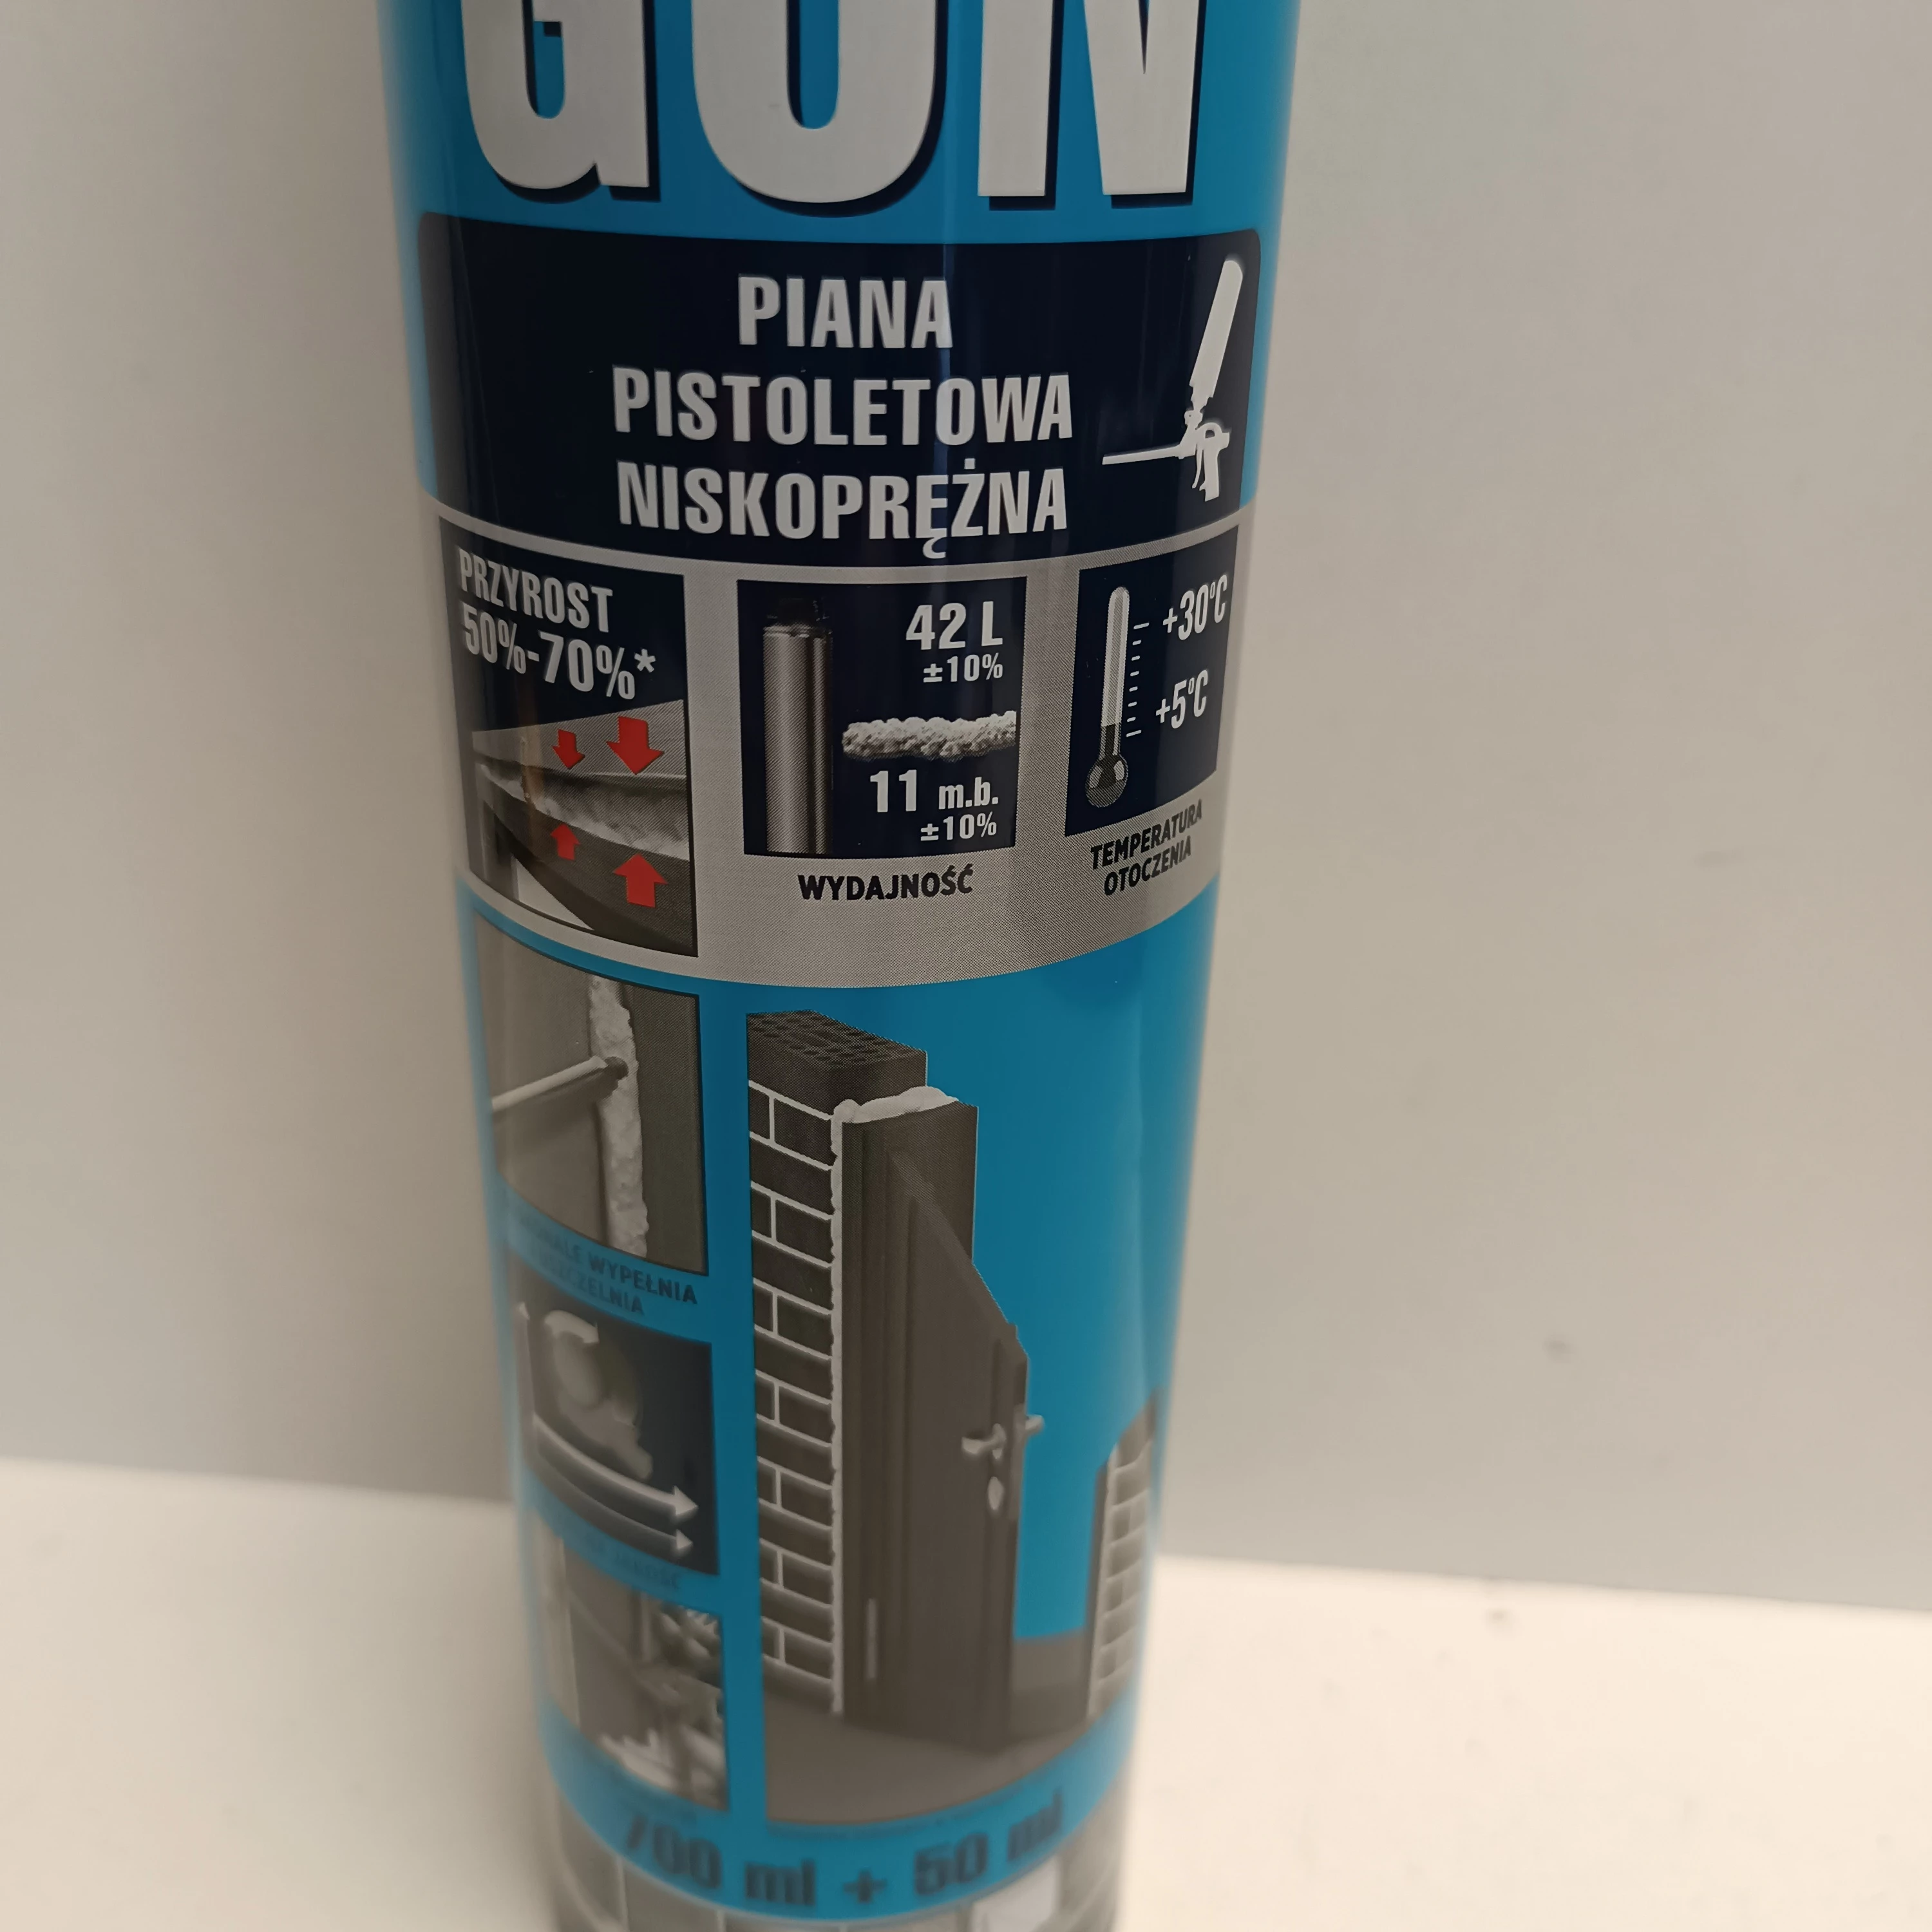 GUN
PIANA
PISTOLETOWA
NISKOPRĘŻNA
PRZYROST
50%-70%*
42 L
±10%
11 m.b.
±10%
WYDAJNOŚĆ
+30°C
+5°C
TEMPERATURA
OTOCZENIA
WYPEŁNIA
700 ml + 50 ml